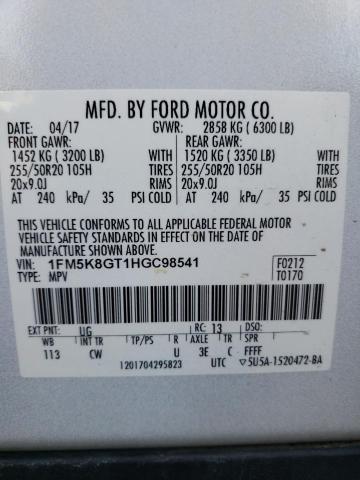 MFD. BY FORD MOTOR CO.
DATE: 04/17 GVWR: 2858 KG ( 6300 LB)
FRONT GAWR: REAR GAWR:
1452 KG ( 3200 LB) WITH 1520 KG ( 3350 LB) WITH
255/50R20 105H TIRES 255/50R20 105H TIRES
20x9.0J RIMS 20x9.0J RIMS
AT 240 kPa/ 35 PSI COLD AT 240 kPa/ 35 PSI COLD
THIS VEHICLE CONFORMS TO ALL APPLICABLE FEDERAL MOTOR
VEHICLE SAFETY AND THEFT PREVENTION STANDARDS IN EFFECT ON THE DATE OF
MANUFACTURE SHOWN ABOVE.
VIN: 1FM5K8GT1HGC98541 F0212
TYPE: MPV T0170
EXT PNT: UG RC: 13 DSO:
WB INT TR TP/PS R AXLE TR SPR
113 CW U 3E C FFFF
1201704295823 UTC ▽5U5A-1520472-BA